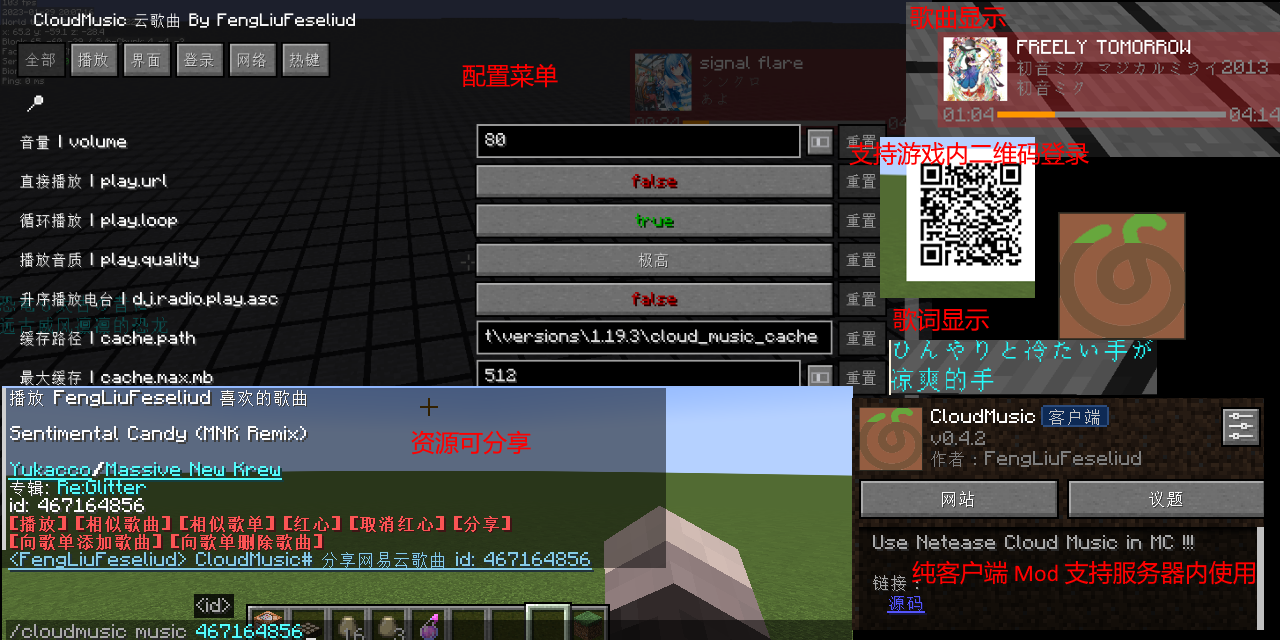 CloudMusic 云歌曲 By FengLiuFeseliud
全部 播放 界面 登录 网络 热键
配置菜单
signal flare
シンクロ
あよ
音量 | volume
80
重置
直接播放 | play.url
false
重置
循环播放 | play.loop
true
重置
播放音质 | play.quality
极高
重置
升序播放电台 | dj.radio.play.asc
false
重置
缓存路径 | cache.path
t\versions\1.19.3\cloud_music_cache
重置
最大缓存 | cache.max.mb
512
重置
歌曲显示
FREELY TOMORROW
初音ミク マジカルミライ2013
初音ミク
01:04
04:14
支持游戏内二维码登录
歌词显示
ひんやりと冷たい手が
凉爽的手
播放 FengLiuFeseliud 喜欢的歌曲
Sentimental Candy (MNK Remix)
资源可分享
Yukacco/Massive New Krew
专辑: Re:Glitter
id: 467164856
[播放] [相似歌曲] [相似歌单] [红心] [取消红心] [分享]
[向歌单添加歌曲] [向歌单删除歌曲]
<FengLiuFeseliud> CloudMusic# 分享网易云歌曲 id: 467164856
<id>
16 3
/cloudmusic music 467164856_
CloudMusic 客户端
v0.4.2
作者：FengLiuFeseliud
网站 议题
Use Netease Cloud Music in MC !!!
纯客户端 Mod 支持服务器内使用
链接：
源码